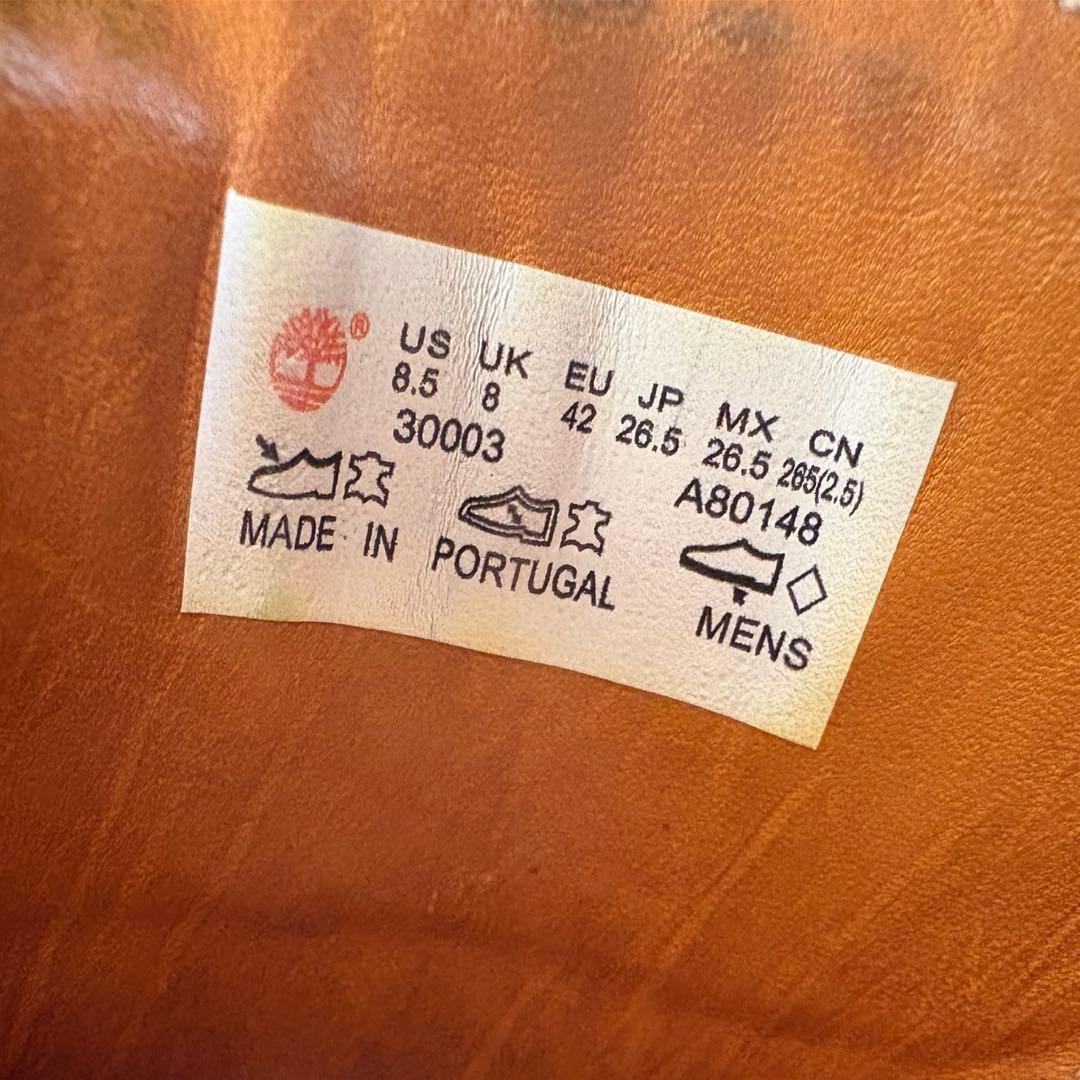 ®
US UK EU JP MX CN
8.5 8 42 26.5 26.5 265(2.5)
30003 A80148
MADE IN PORTUGAL MENS